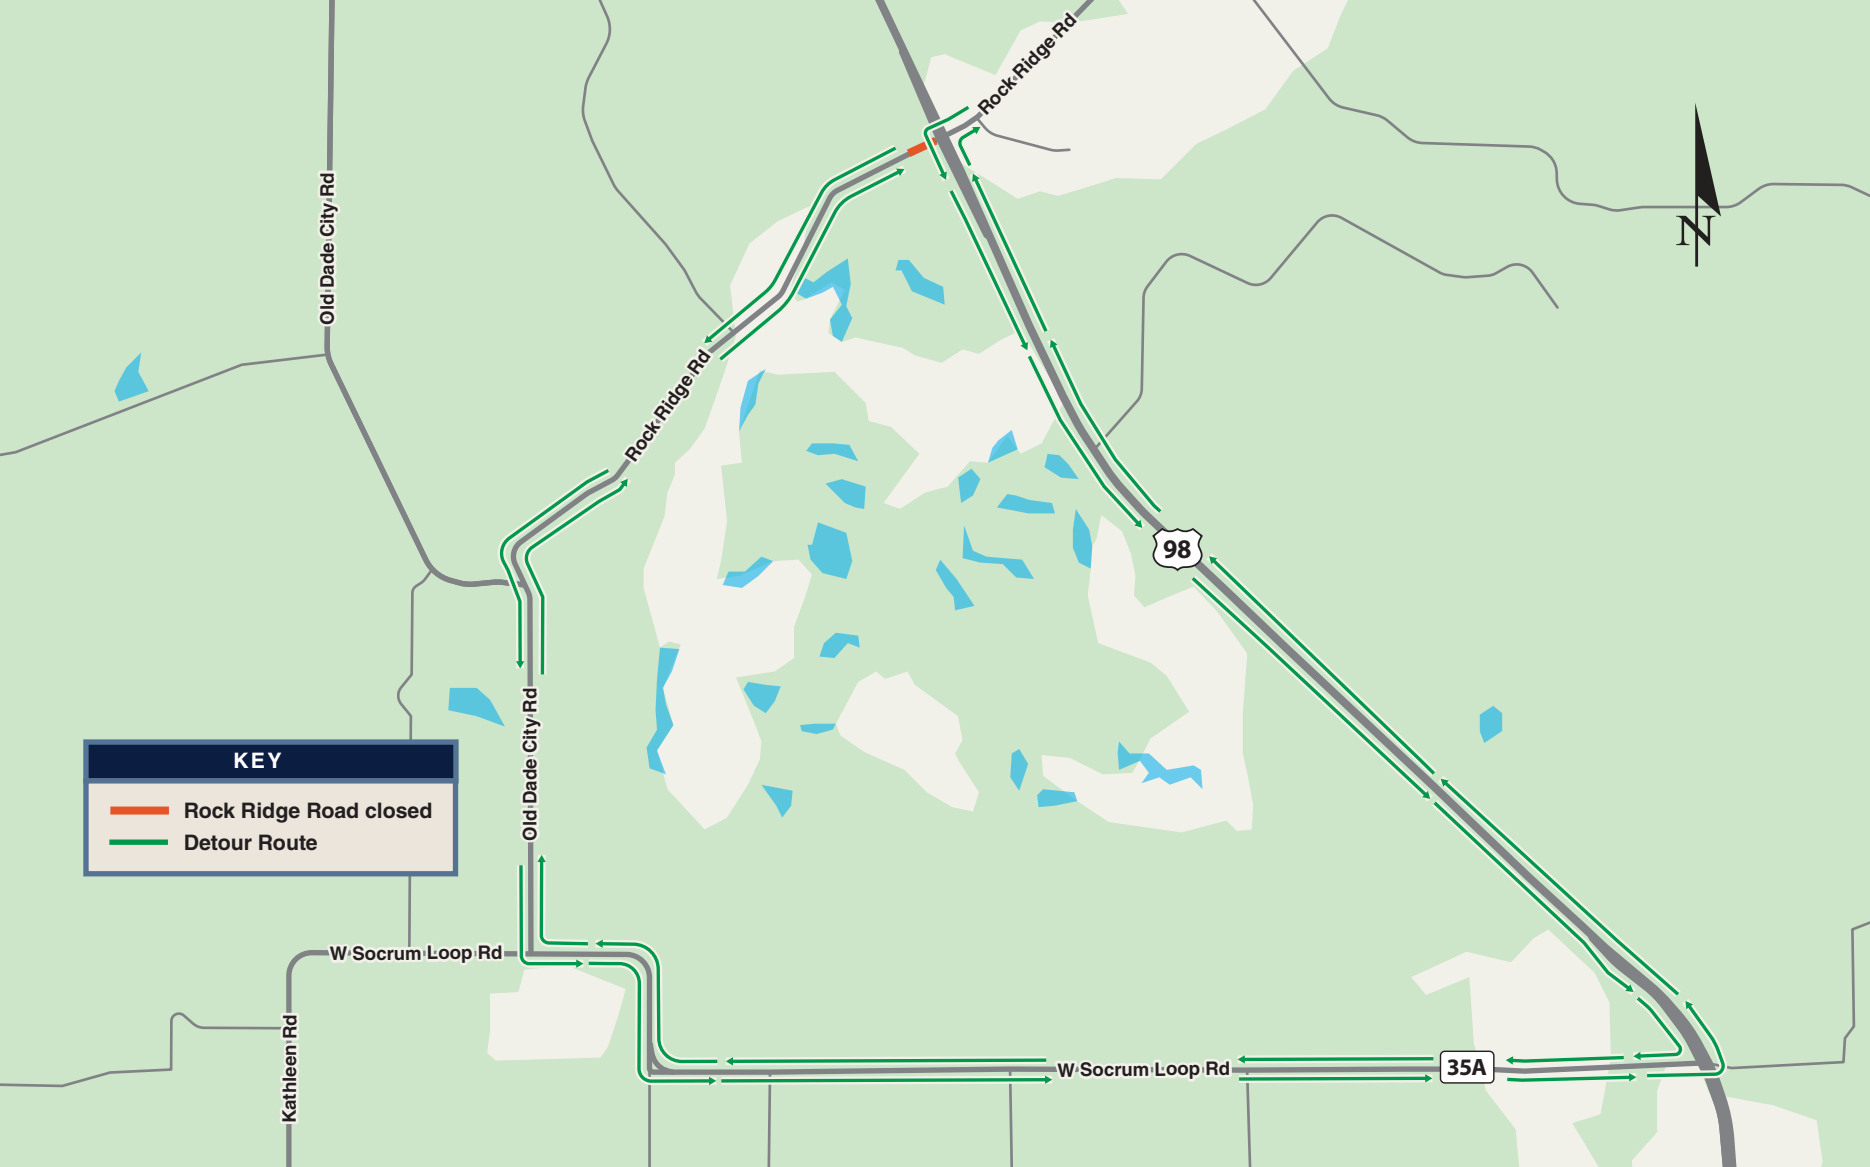 Rock Ridge Rd
Old Dade City Rd
N
Rock Ridge Rd
98
Old Dade City Rd
KEY
Rock Ridge Road closed
Detour Route
W Socrum Loop Rd
Kathleen Rd
W Socrum Loop Rd
35A